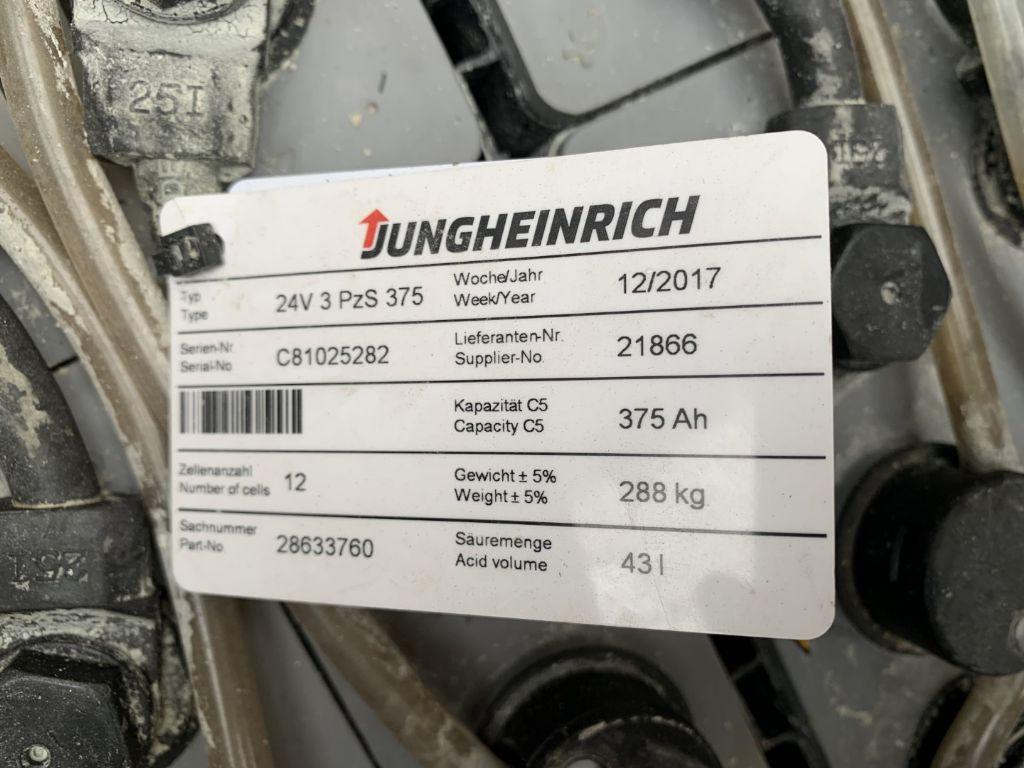 25I
JUNGHEINRICH
Typ
Type
24V 3 PzS 375
Woche/Jahr
Week/Year
12/2017
Serien-Nr.
Serial-No.
C81025282
Lieferanten-Nr.
Supplier-No.
21866
Kapazität C5
Capacity C5
375 Ah
Zellenanzahl
Number of cells
12
Gewicht ± 5%
Weight ± 5%
288 kg
Sachnummer
Part-No.
28633760
Säuremenge
Acid volume
43 l